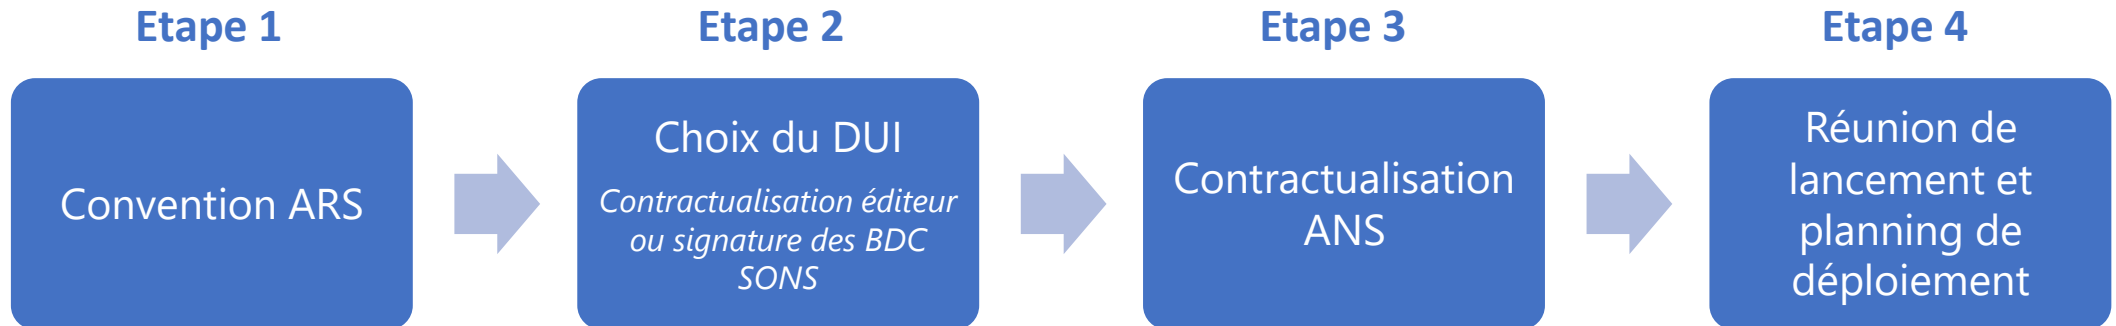 Etape 1
Convention ARS
Etape 2
Choix du DUI
Contractualisation éditeur
ou signature des BDC
SONS
Etape 3
Contractualisation
ANS
Etape 4
Réunion de
lancement et
planning de
déploiement